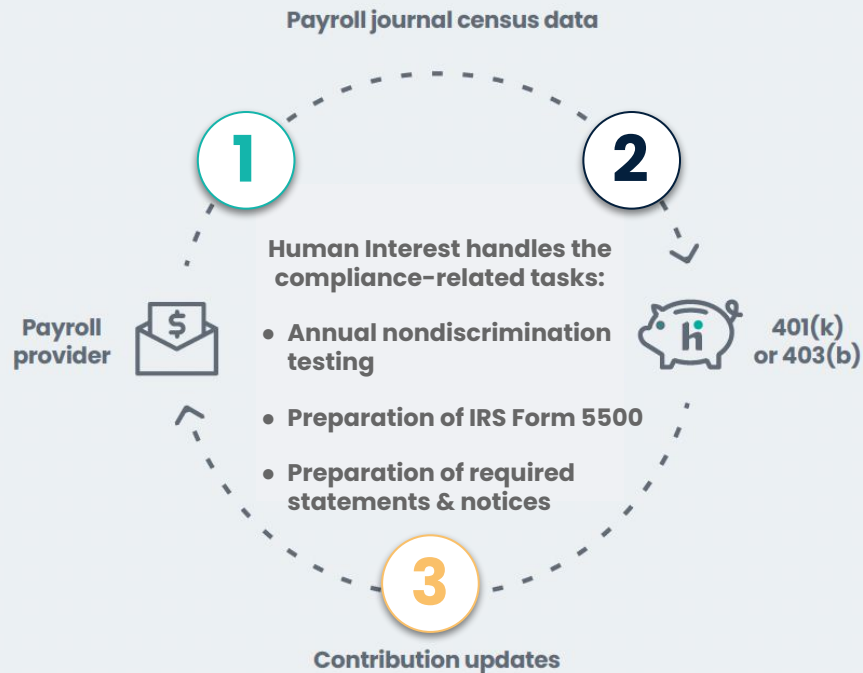 Payroll journal census data
1
2
Human Interest handles the
compliance-related tasks:
● Annual nondiscrimination
testing
● Preparation of IRS Form 5500
● Preparation of required
statements & notices
Payroll
provider
$
hi
401(k)
or 403(b)
3
Contribution updates